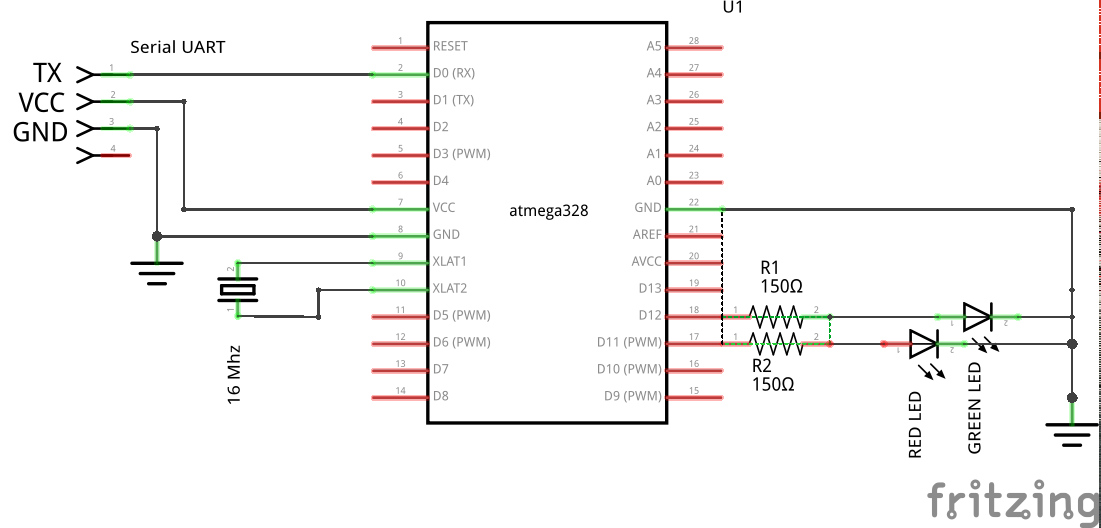 U1
Serial UART
TX
VCC
GND
1
2
3
4
1 RESET
2 D0 (RX)
3 D1 (TX)
4 D2
5 D3 (PWM)
6 D4
7 VCC
8 GND
9 XLAT1
10 XLAT2
11 D5 (PWM)
12 D6 (PWM)
13 D7
14 D8
atmega328
A5 28
A4 27
A3 26
A2 25
A1 24
A0 23
GND 22
AREF 21
AVCC 20
D13 19
D12 18
D11 (PWM) 17
D10 (PWM) 16
D9 (PWM) 15
2
1
16 Mhz
R1
150Ω
1 2
1 2
R2
150Ω
1 2
1 2
RED LED
GREEN LED
fritzing